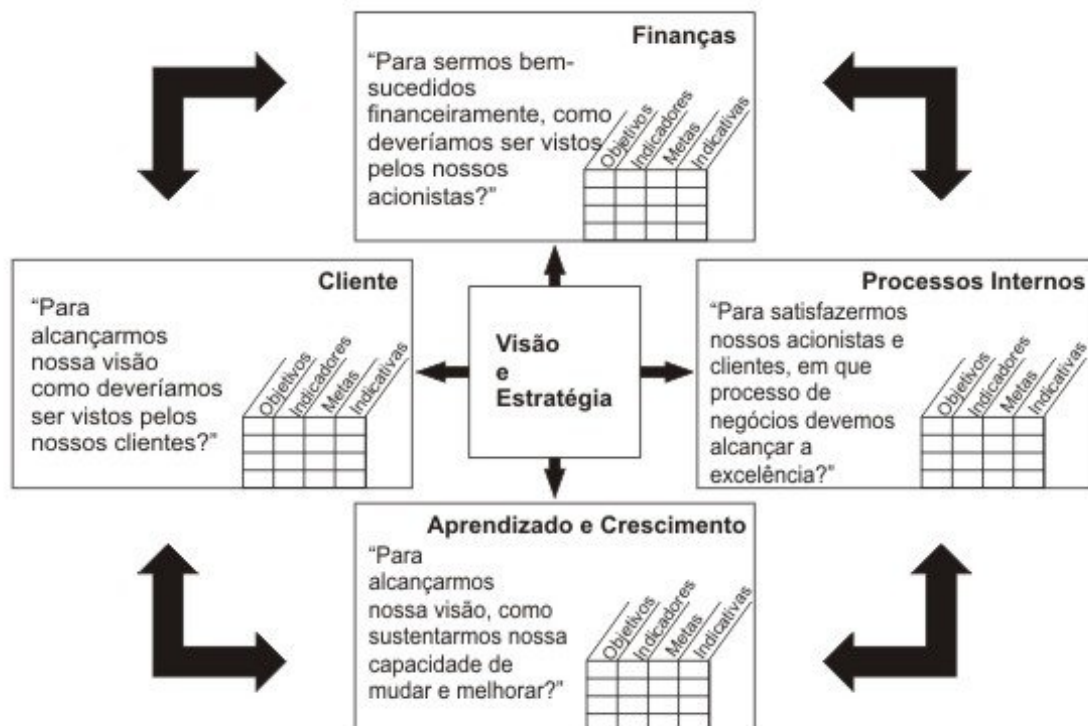 Finanças
“Para sermos bem-
sucedidos
financeiramente, como
deveríamos ser vistos
pelos nossos
acionistas?”
Objetivos
Indicadores
Metas
Indicativas
Cliente
“Para
alcançarmos
nossa visão
como deveríamos
ser vistos pelos
nossos clientes?”
Objetivos
Indicadores
Metas
Indicativas
Visão
e
Estratégia
Processos Internos
“Para satisfazermos
nossos acionistas e
clientes, em que
processo de
negócios devemos
alcançar a
excelência?”
Objetivos
Indicadores
Metas
Indicativas
Aprendizado e Crescimento
“Para
alcançarmos
nossa visão, como
sustentarmos nossa
capacidade de
mudar e melhorar?”
Objetivos
Indicadores
Metas
Indicativas